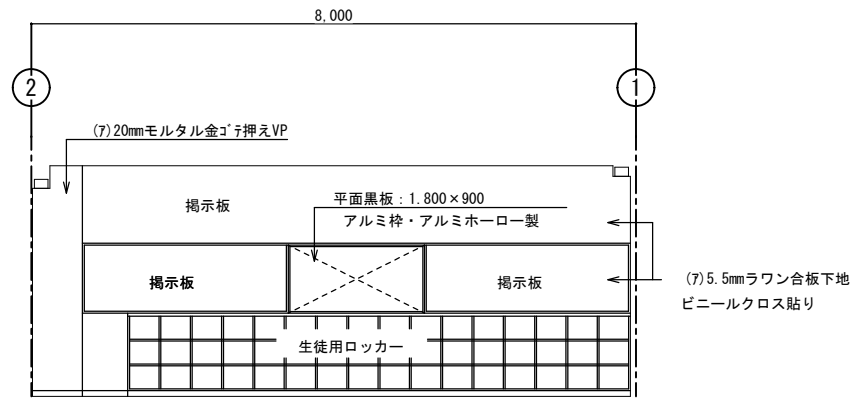 8,000
2
1
(ｱ)20mmモルタル金ｺﾞﾃ押えVP
掲示板
平面黒板：1.800×900
アルミ枠・アルミホーロー製
掲示板
掲示板
(ｱ)5.5mmラワン合板下地
ビニールクロス貼り
生徒用ロッカー